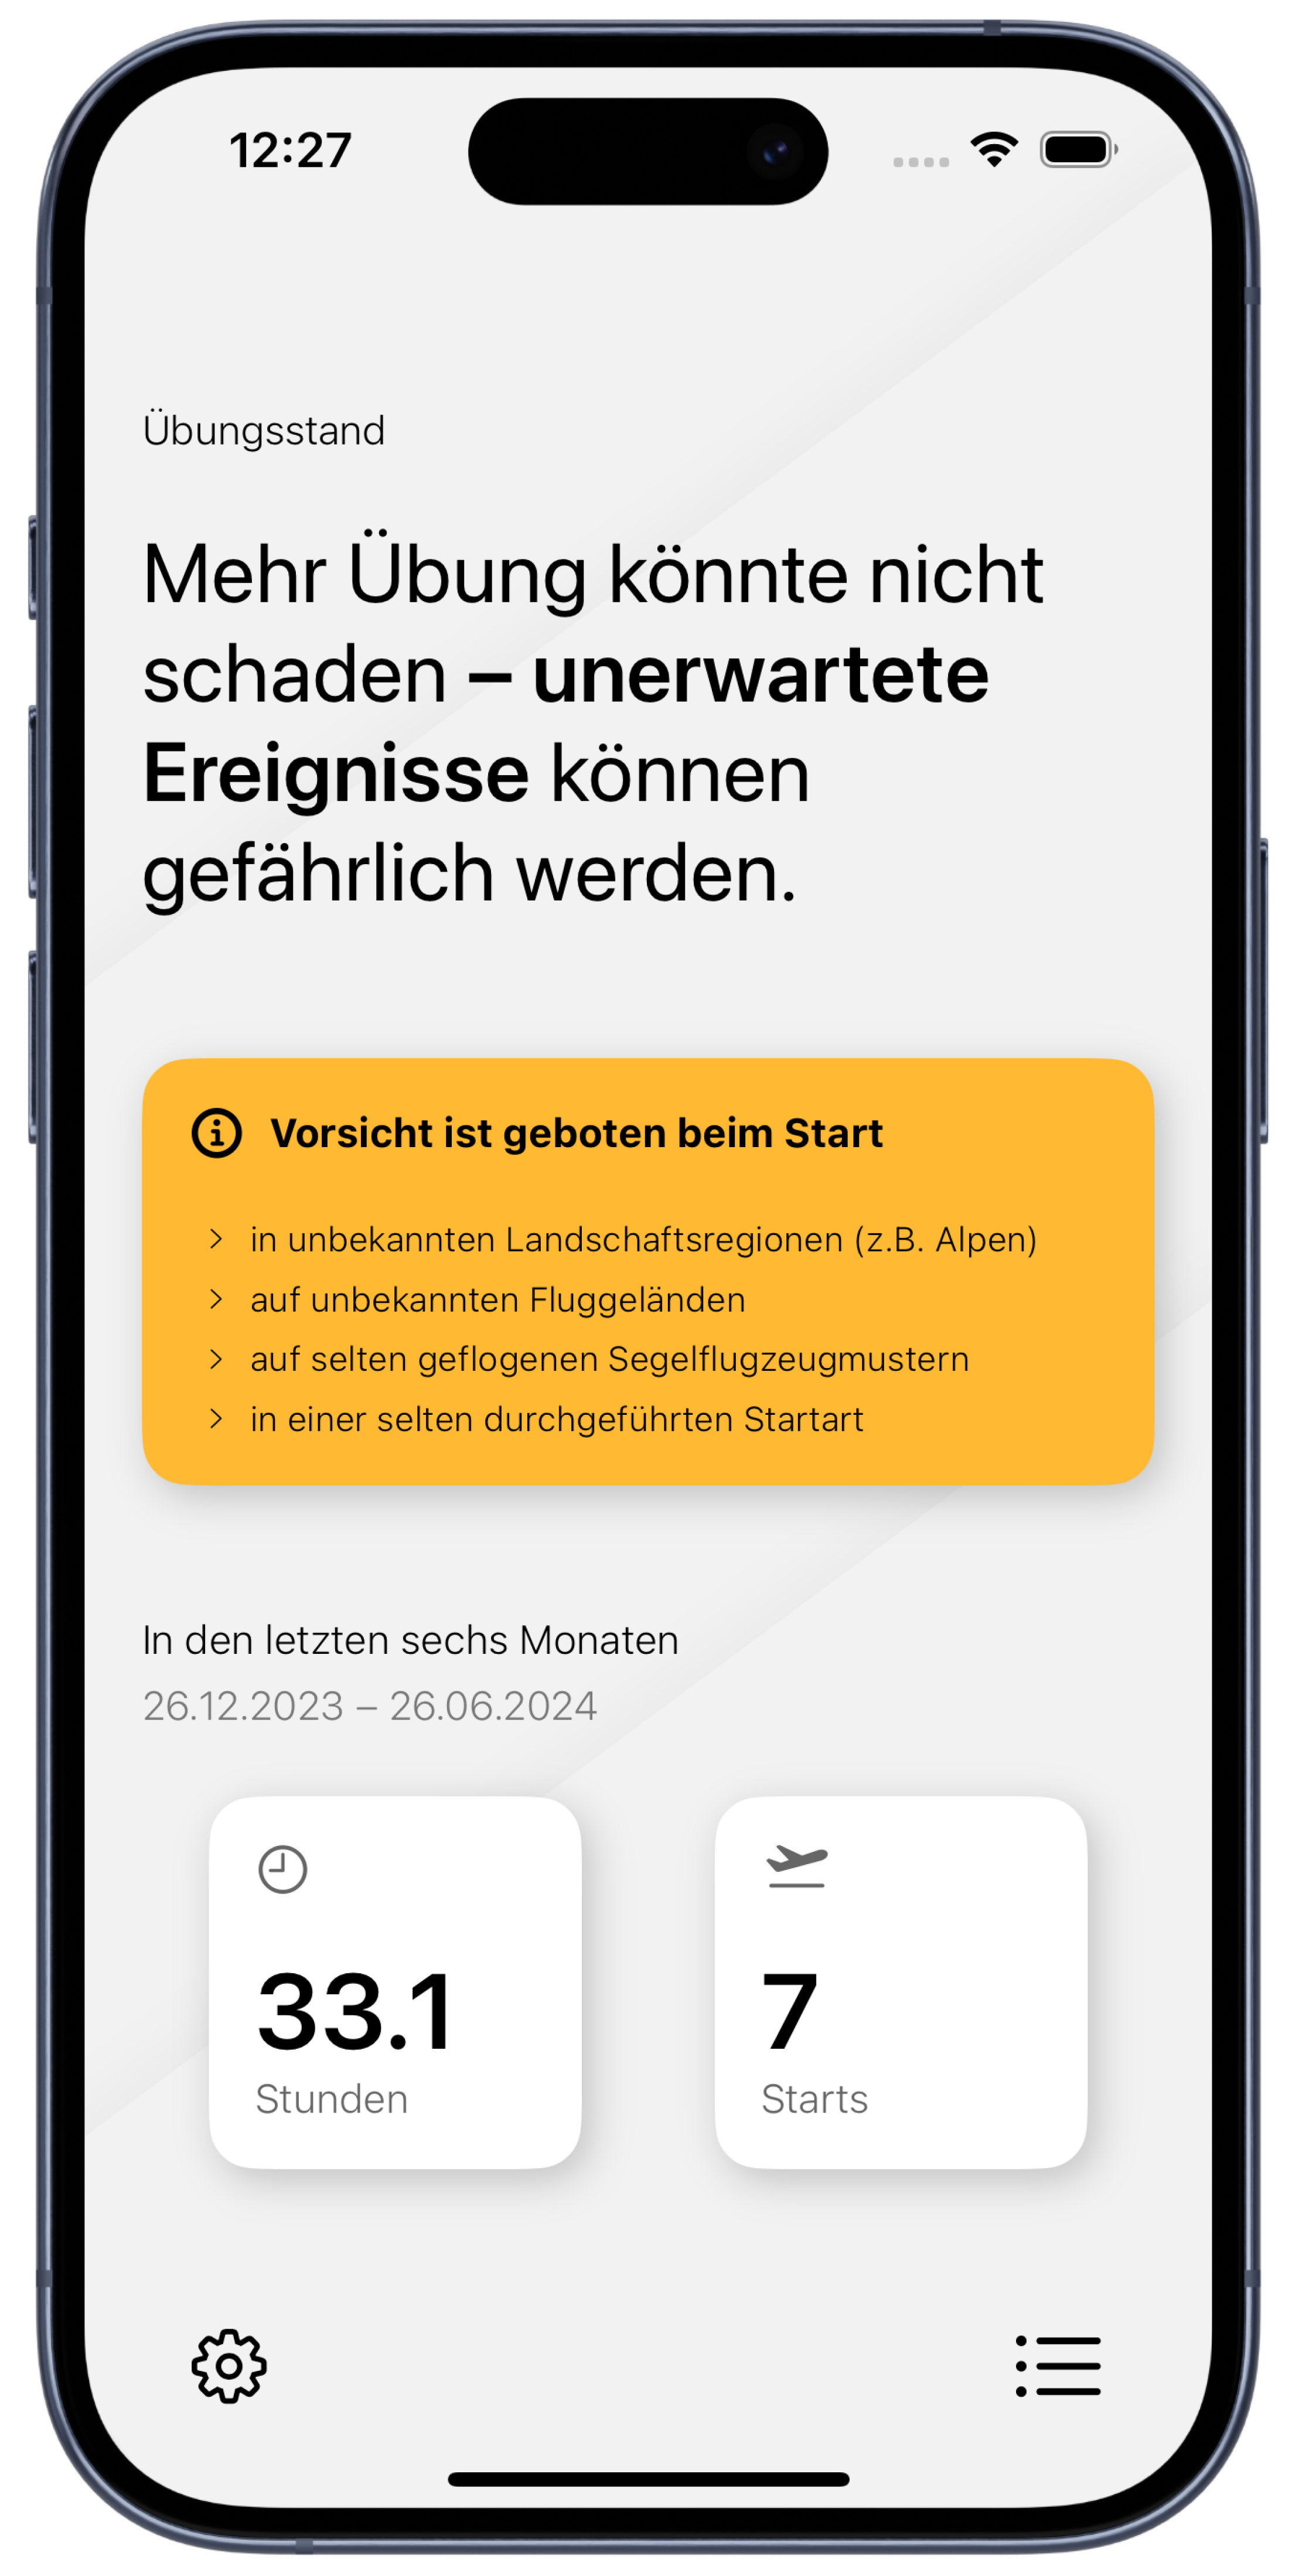 12:27
Übungsstand
Mehr Übung könnte nicht
schaden – unerwartete
Ereignisse können
gefährlich werden.
Vorsicht ist geboten beim Start
in unbekannten Landschaftsregionen (z.B. Alpen)
auf unbekannten Fluggeländen
auf selten geflogenen Segelflugzeugmustern
in einer selten durchgeführten Startart
In den letzten sechs Monaten
26.12.2023 – 26.06.2024
33.1
Stunden
7
Starts